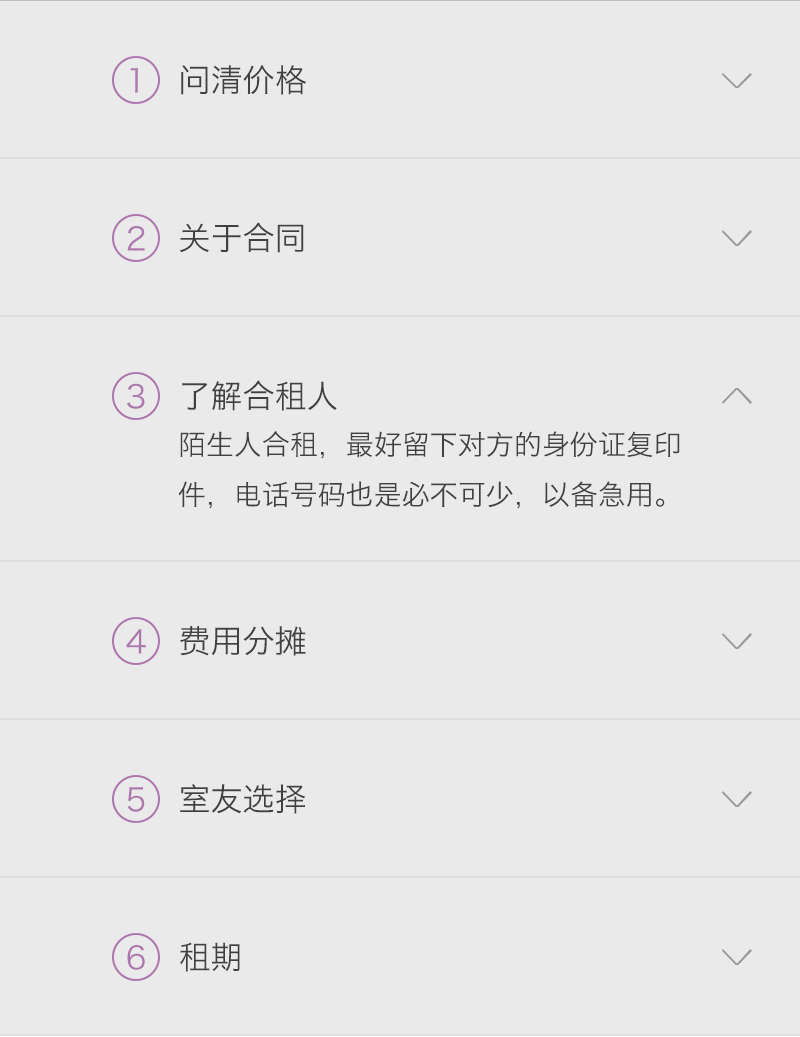 ① 问清价格
② 关于合同
③ 了解合租人
陌生人合租，最好留下对方的身份证复印
件，电话号码也是必不可少，以备急用。
④ 费用分摊
⑤ 室友选择
⑥ 租期